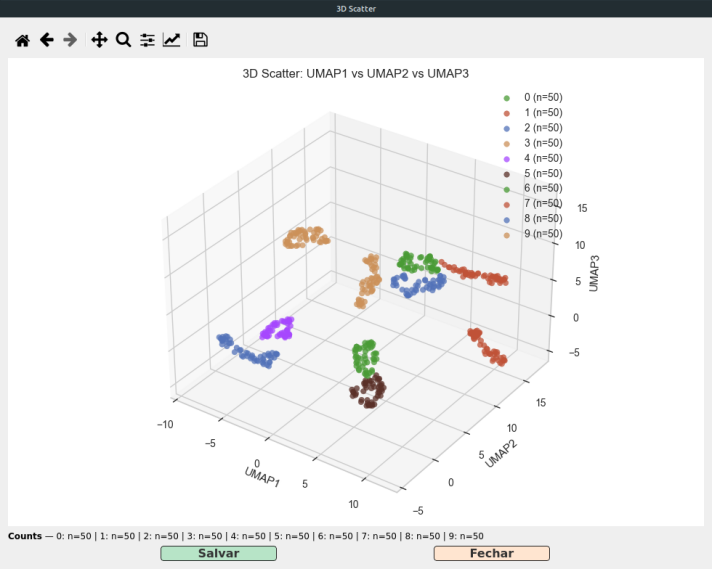 3D Scatter
3D Scatter: UMAP1 vs UMAP2 vs UMAP3
0 (n=50)
1 (n=50)
2 (n=50)
3 (n=50)
4 (n=50)
5 (n=50)
6 (n=50)
7 (n=50)
8 (n=50)
9 (n=50)
15
10
5
0
−5
UMAP3
−10
−5
0
5
10
UMAP1
−5
0
5
10
15
UMAP2
Counts — 0: n=50 | 1: n=50 | 2: n=50 | 3: n=50 | 4: n=50 | 5: n=50 | 6: n=50 | 7: n=50 | 8: n=50 | 9: n=50
Salvar
Fechar